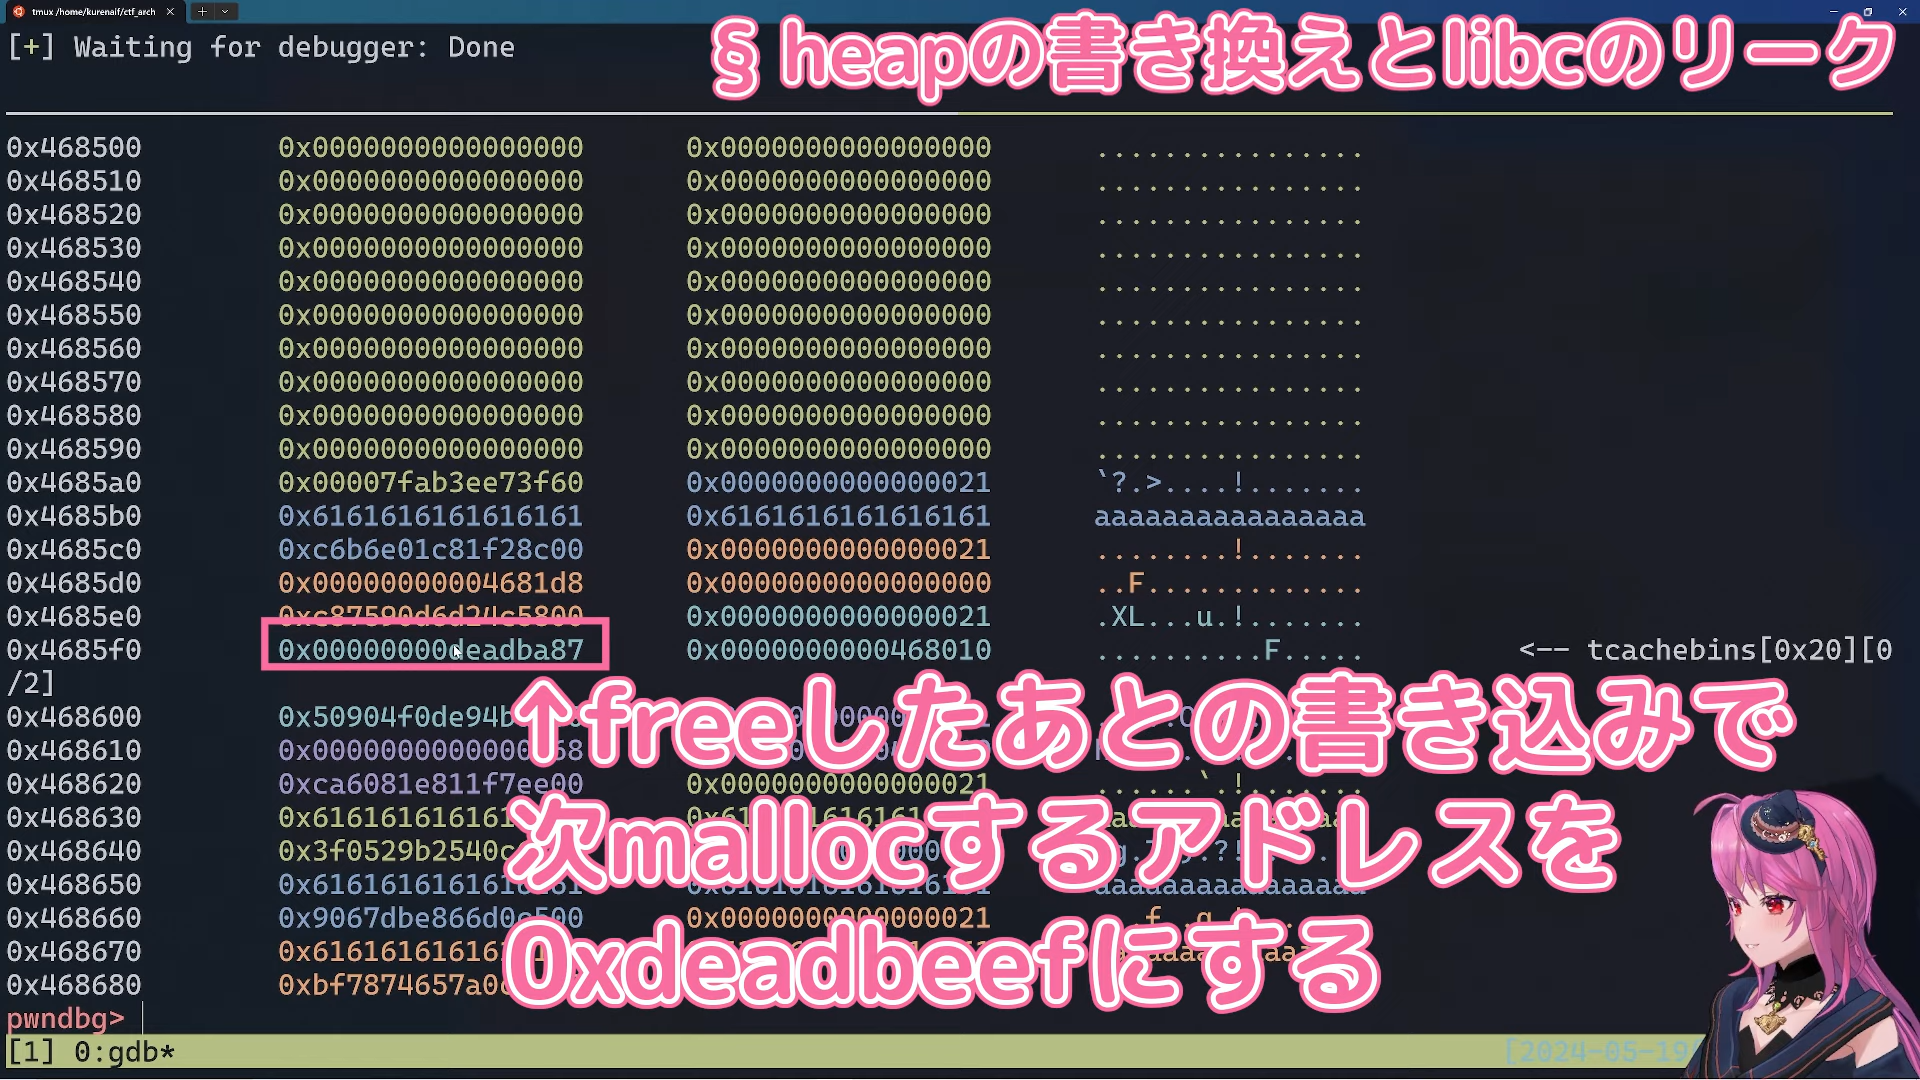 tmux /home/kurenaif/ctf_arch
[+] Waiting for debugger: Done
§ heapの書き換えとlibcのリーク
0x468500 0x0000000000000000 0x0000000000000000 ................
0x468510 0x0000000000000000 0x0000000000000000 ................
0x468520 0x0000000000000000 0x0000000000000000 ................
0x468530 0x0000000000000000 0x0000000000000000 ................
0x468540 0x0000000000000000 0x0000000000000000 ................
0x468550 0x0000000000000000 0x0000000000000000 ................
0x468560 0x0000000000000000 0x0000000000000000 ................
0x468570 0x0000000000000000 0x0000000000000000 ................
0x468580 0x0000000000000000 0x0000000000000000 ................
0x468590 0x0000000000000000 0x0000000000000000 ................
0x4685a0 0x00007fab3ee73f60 0x0000000000000021 `?.>....!.......
0x4685b0 0x6161616161616161 0x6161616161616161 aaaaaaaaaaaaaaaa
0x4685c0 0xc6b6e01c81f28c00 0x0000000000000021 ........!.......
0x4685d0 0x00000000004681d8 0x0000000000000000 ..F.............
0x4685e0 0xc87590d6d24c5800 0x0000000000000021 .XL...u.!.......
0x4685f0 0x00000000deadba87 0x0000000000468010 ..........F..... <-- tcachebins[0x20][0
/2]
↑freeしたあとの書き込みで
次mallocするアドレスを
0xdeadbeefにする
0x468600
0x468610
0x468620 0xca6081e811f7ee00 0x0000000000000021 ......`.!.......
0x468630
0x468640
0x468650
0x468660
0x468670
0x468680
pwndbg>
[1] 0:gdb*